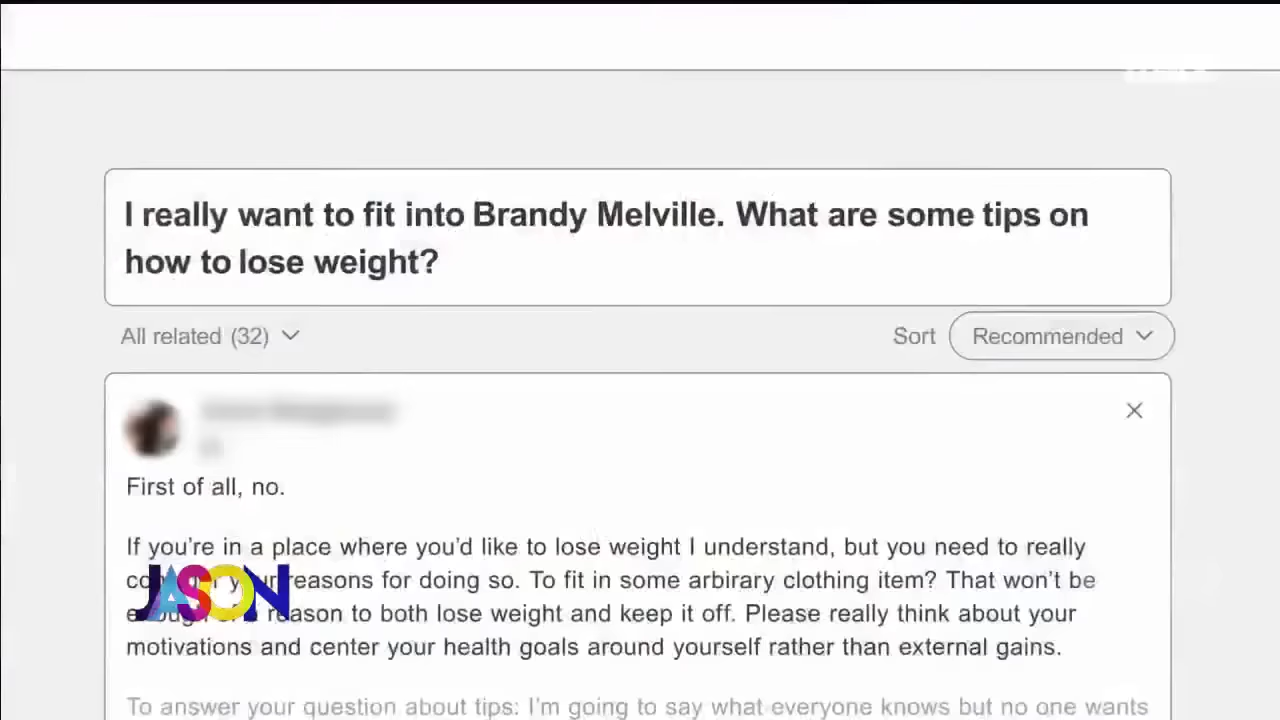 I really want to fit into Brandy Melville. What are some tips on
how to lose weight?
All related (32)
Sort
Recommended
First of all, no.
If you're in a place where you'd like to lose weight I understand, but you need to really
reasons for doing so. To fit in some arbirary clothing item? That won't be
reason to both lose weight and keep it off. Please really think about your
motivations and center your health goals around yourself rather than external gains.
To answer your question about tips: I'm going to say what everyone knows but no one wants
JASON